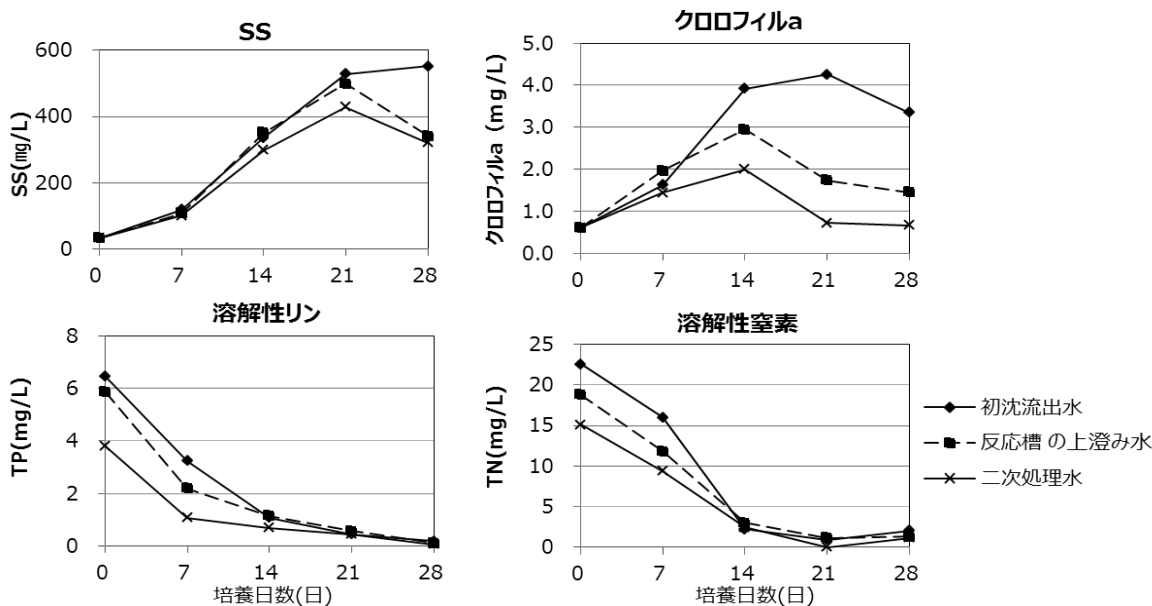 SS
SS(㎎/L)
600
400
200
0
0 7 14 21 28
クロロフィルa
クロロフィルa (mg/L)
5.0
4.0
3.0
2.0
1.0
0.0
0 7 14 21 28
溶解性リン
TP(mg/L)
8
6
4
2
0
0 7 14 21 28
培養日数(日)
溶解性窒素
TN(mg/L)
25
20
15
10
5
0
0 7 14 21 28
培養日数(日)
初沈流出水
反応槽 の上澄み水
二次処理水